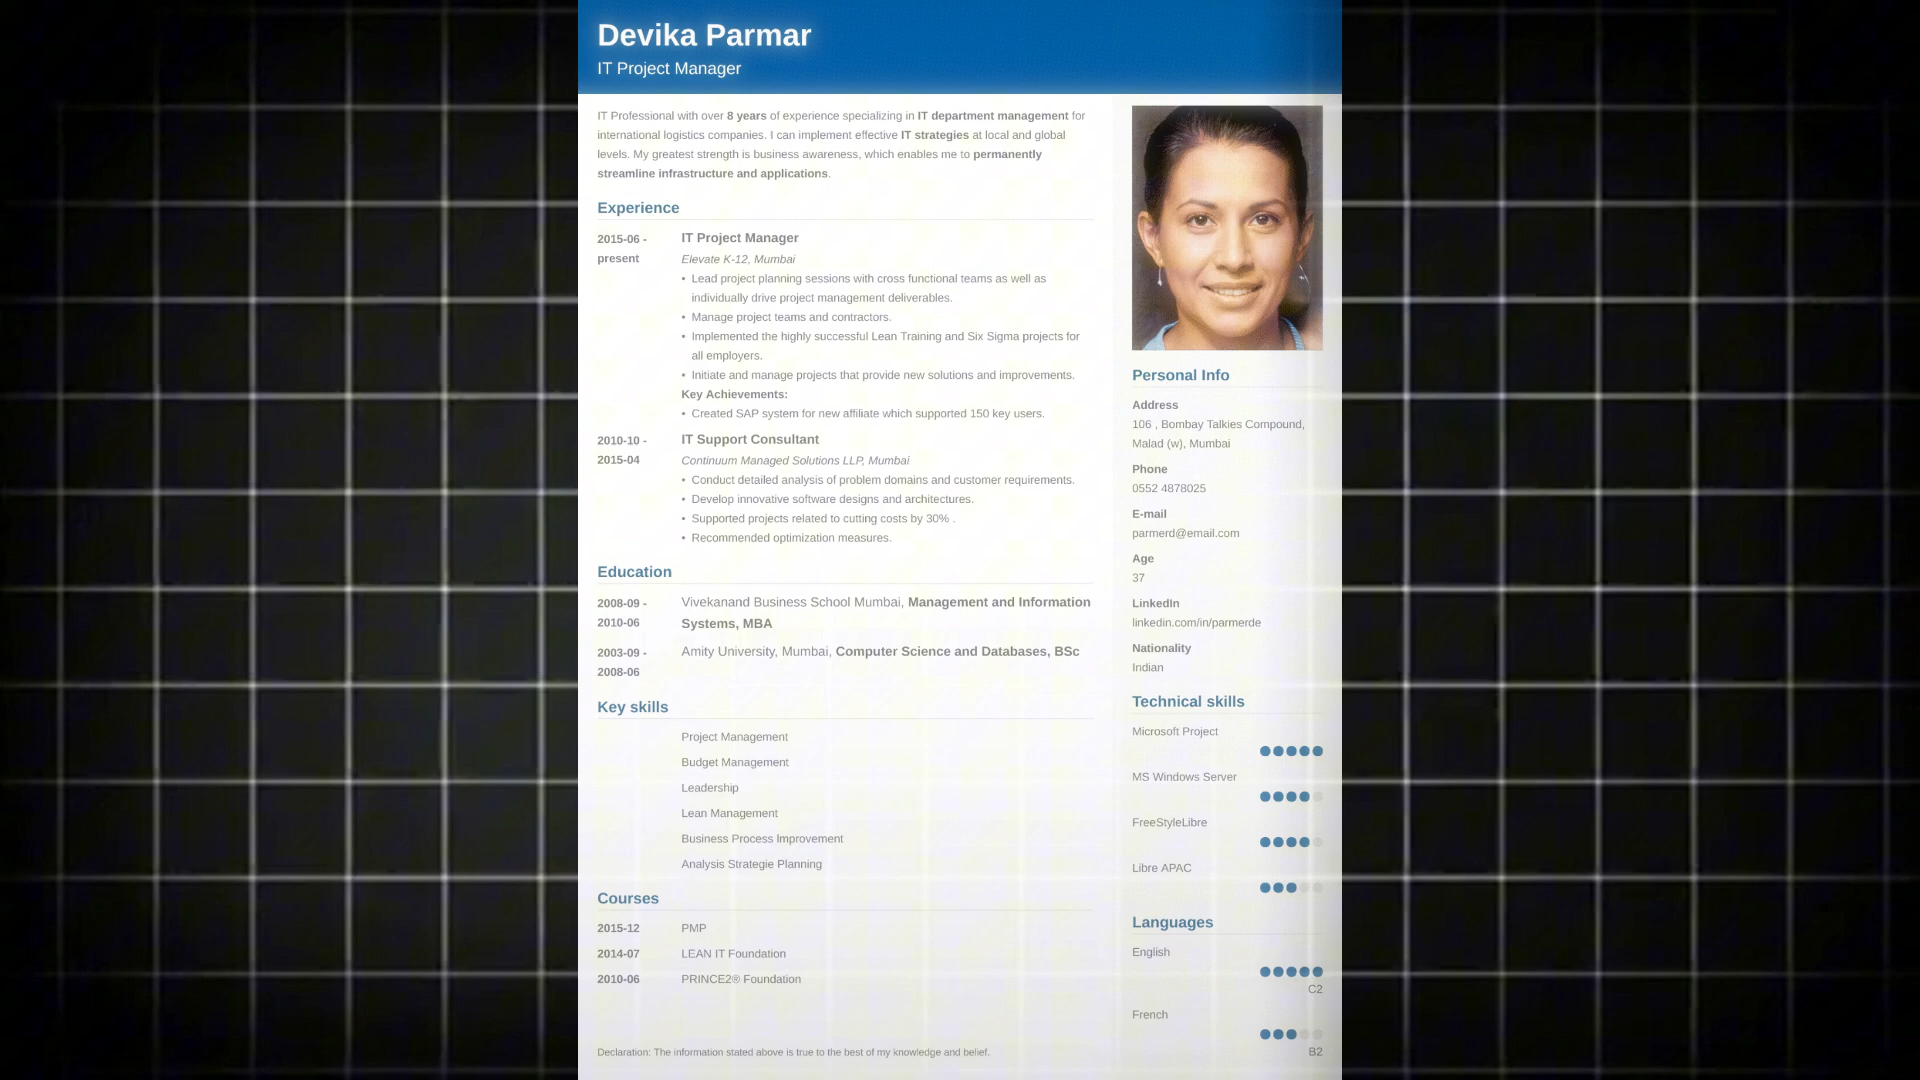 Devika Parmar
IT Project Manager
IT Professional with over 8 years of experience specializing in IT department management for
international logistics companies. I can implement effective IT strategies at local and global
levels. My greatest strength is business awareness, which enables me to permanently
streamline infrastructure and applications.
Experience
2015-06 -
present
IT Project Manager
Elevate K-12, Mumbai
• Lead project planning sessions with cross functional teams as well as
individually drive project management deliverables.
• Manage project teams and contractors.
• Implemented the highly successful Lean Training and Six Sigma projects for
all employers.
• Initiate and manage projects that provide new solutions and improvements.
Key Achievements:
• Created SAP system for new affiliate which supported 150 key users.
2010-10 -
2015-04
IT Support Consultant
Continuum Managed Solutions LLP, Mumbai
• Conduct detailed analysis of problem domains and customer requirements.
• Develop innovative software designs and architectures.
• Supported projects related to cutting costs by 30% .
• Recommended optimization measures.
Education
2008-09 -
2010-06
Vivekanand Business School Mumbai, Management and Information
Systems, MBA
2003-09 -
2008-06
Amity University, Mumbai, Computer Science and Databases, BSc
Key skills
Project Management
Budget Management
Leadership
Lean Management
Business Process Improvement
Analysis Strategie Planning
Courses
2015-12 PMP
2014-07 LEAN IT Foundation
2010-06 PRINCE2® Foundation
Declaration: The information stated above is true to the best of my knowledge and belief.
Personal Info
Address
106 , Bombay Talkies Compound,
Malad (w), Mumbai
Phone
0552 4878025
E-mail
parmerd@email.com
Age
37
LinkedIn
linkedin.com/in/parmerde
Nationality
Indian
Technical skills
Microsoft Project
MS Windows Server
FreeStyleLibre
Libre APAC
Languages
English
C2
French
B2